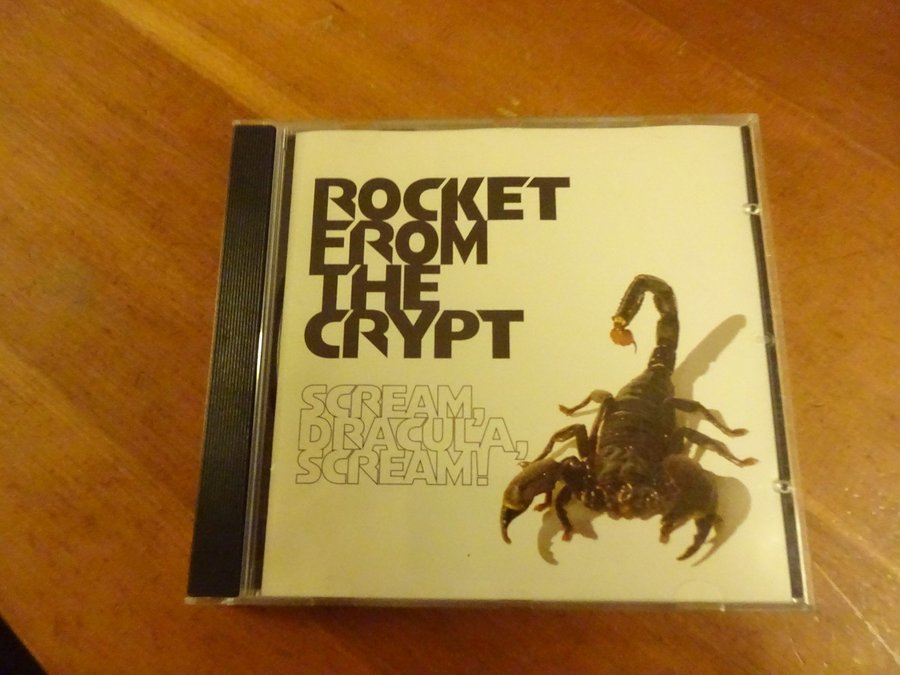 ROCKET
FROM
THE
CRYPT
SCREAM,
DRACULA,
SCREAM!